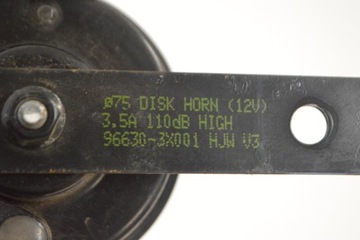 ø75 DISK HORN (12V)
3.5A 110dB HIGH
96630-3X001 HJW V3